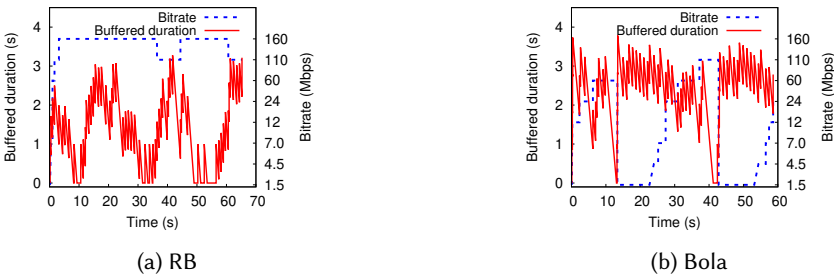 Bitrate
Buffered duration
Buffered duration (s)
4
3
2
1
0
160
110
60
24
12
7.0
4.5
1.5
Bitrate (Mbps)
0 10 20 30 40 50 60 70
Time (s)
(a) RB
Bitrate
Buffered duration
Buffered duration (s)
4
3
2
1
0
160
110
60
24
12
7.0
4.5
1.5
Bitrate (Mbps)
0 10 20 30 40 50 60
Time (s)
(b) Bola